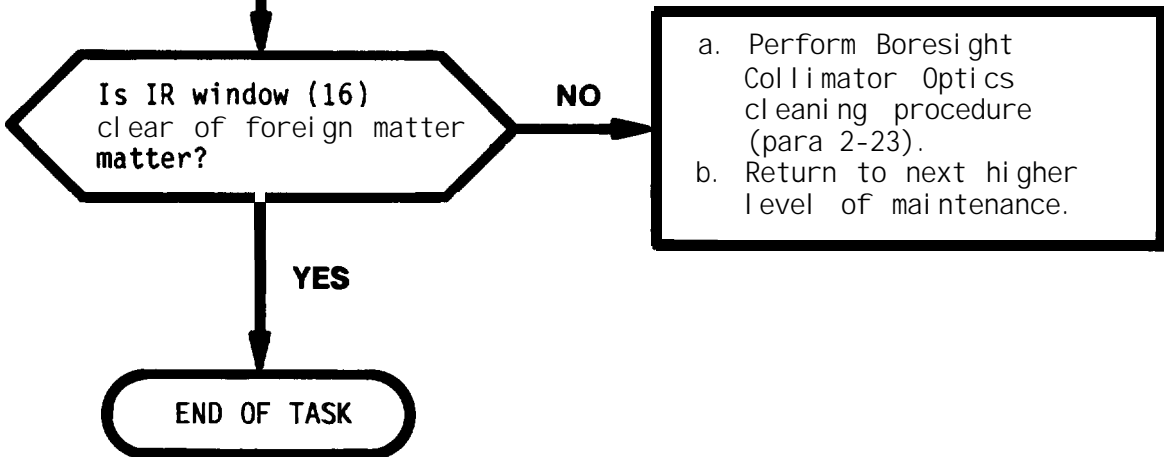 Is IR window (16)
clear of foreign matter
matter?
NO
a. Perform Boresight
Collimator Optics
cleaning procedure
(para 2-23).
b. Return to next higher
level of maintenance.
YES
END OF TASK